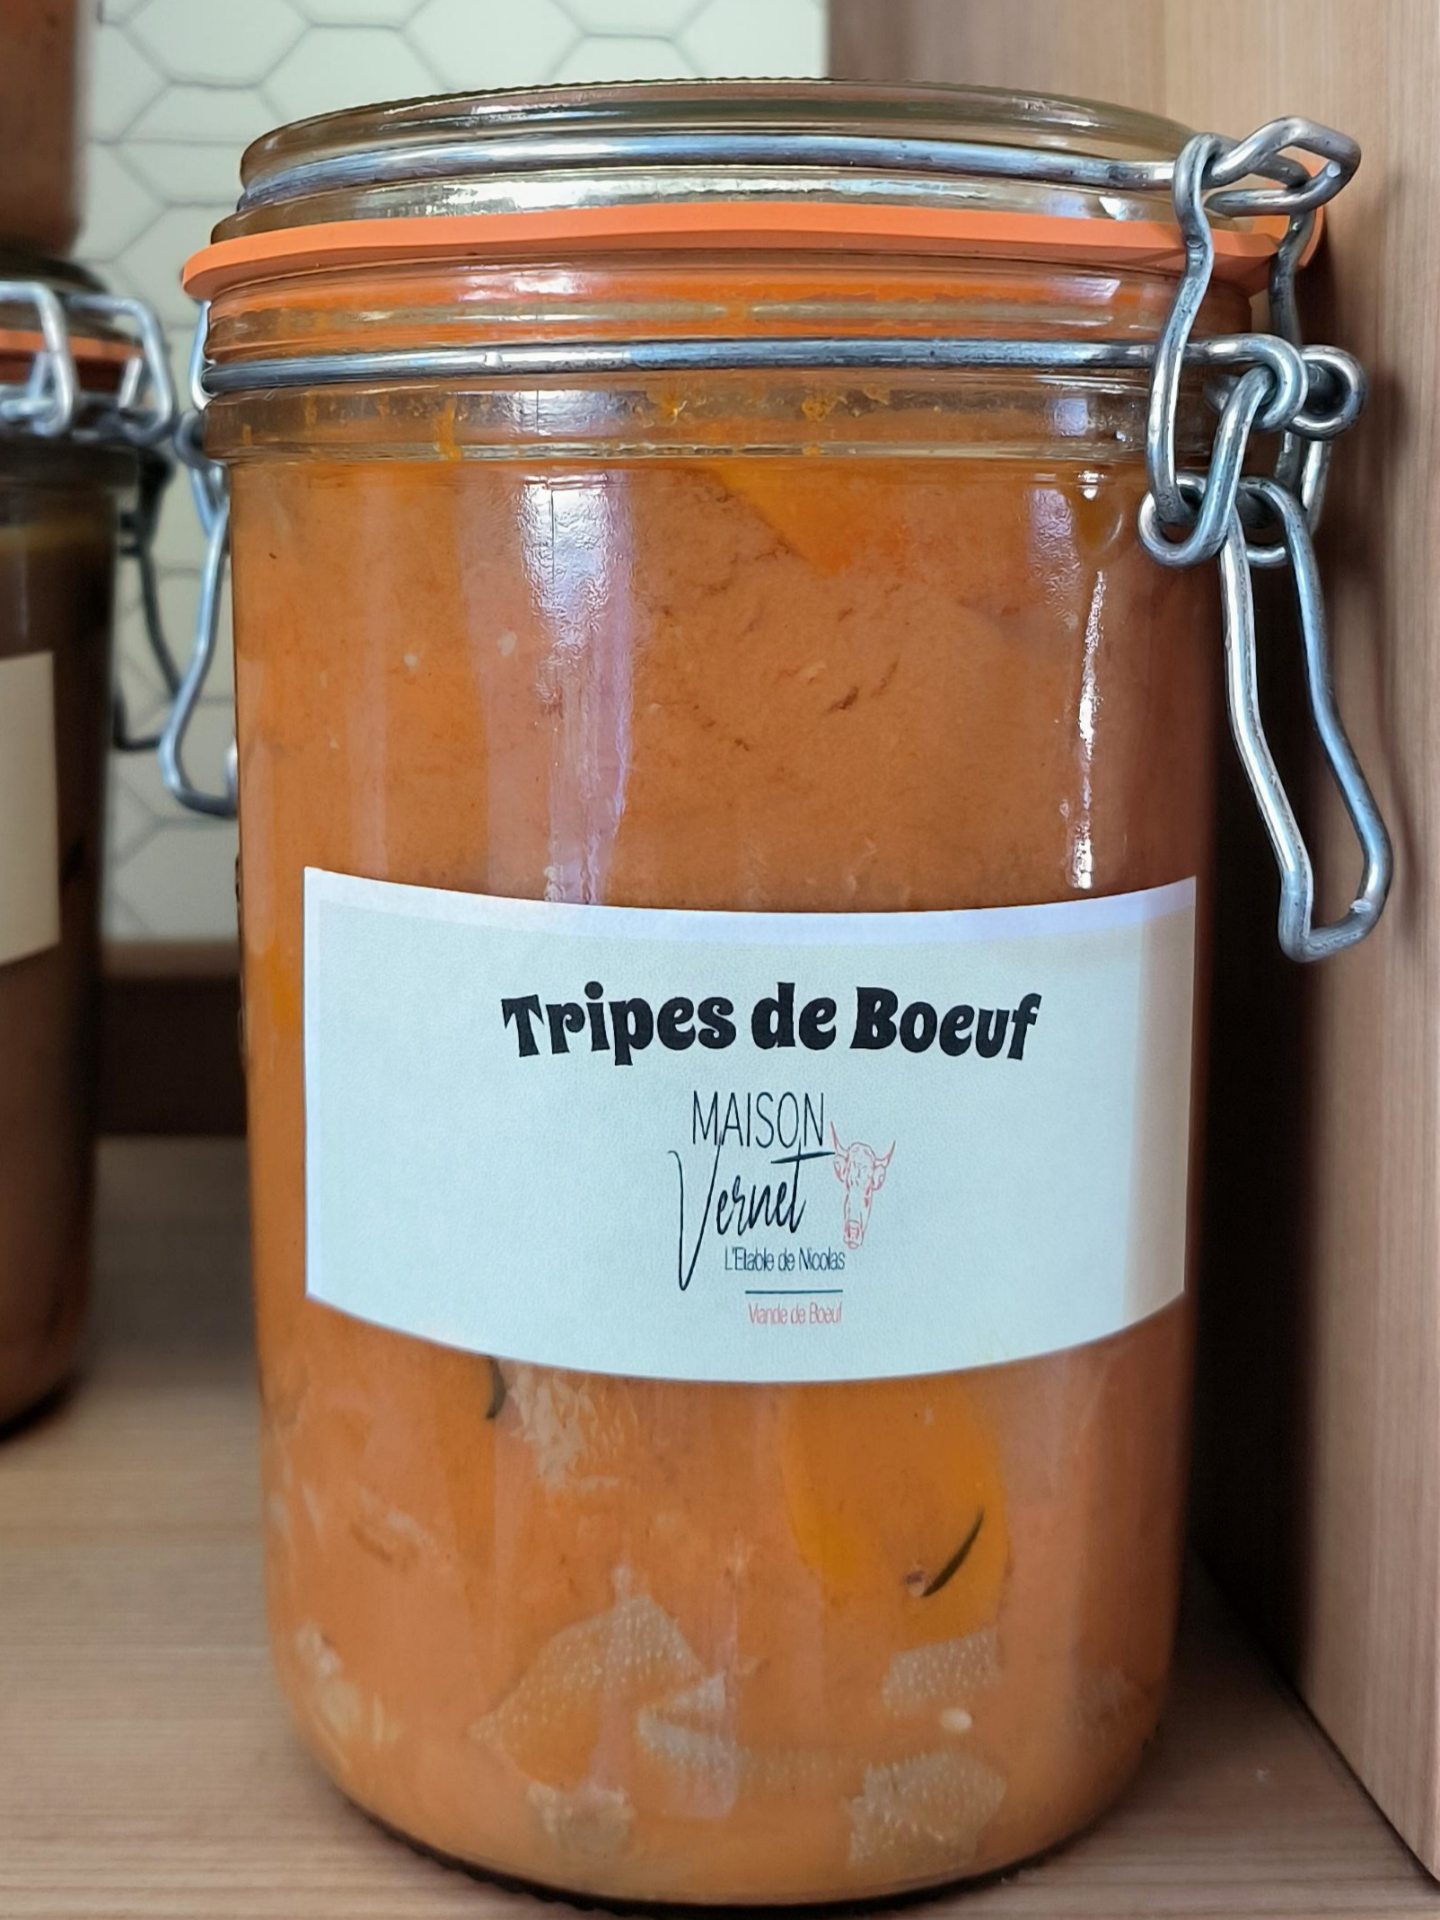 Tripes de Boeuf
MAISON
Vernet
L'Etable de Nicolas
Viande de Boeuf